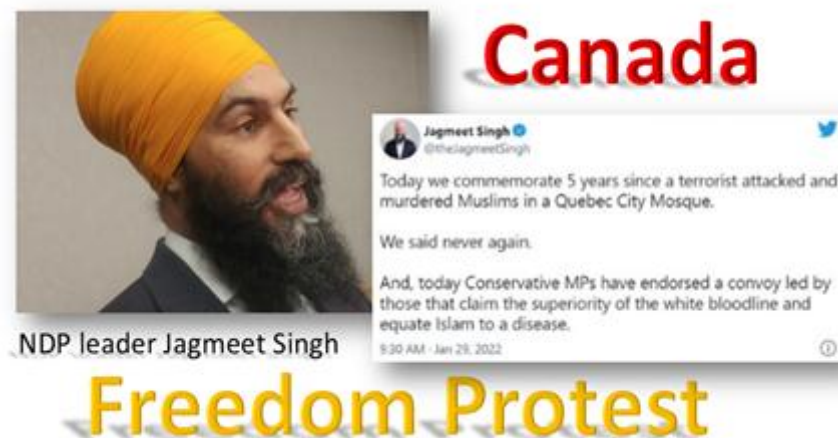 Canada
Jagmeet Singh
@theJagmeetSingh
Today we commemorate 5 years since a terrorist attacked and
murdered Muslims in a Quebec City Mosque.
We said never again.
And, today Conservative MPs have endorsed a convoy led by
those that claim the superiority of the white bloodline and
equate Islam to a disease.
9:30 AM · Jan 29, 2022
NDP leader Jagmeet Singh
Freedom Protest